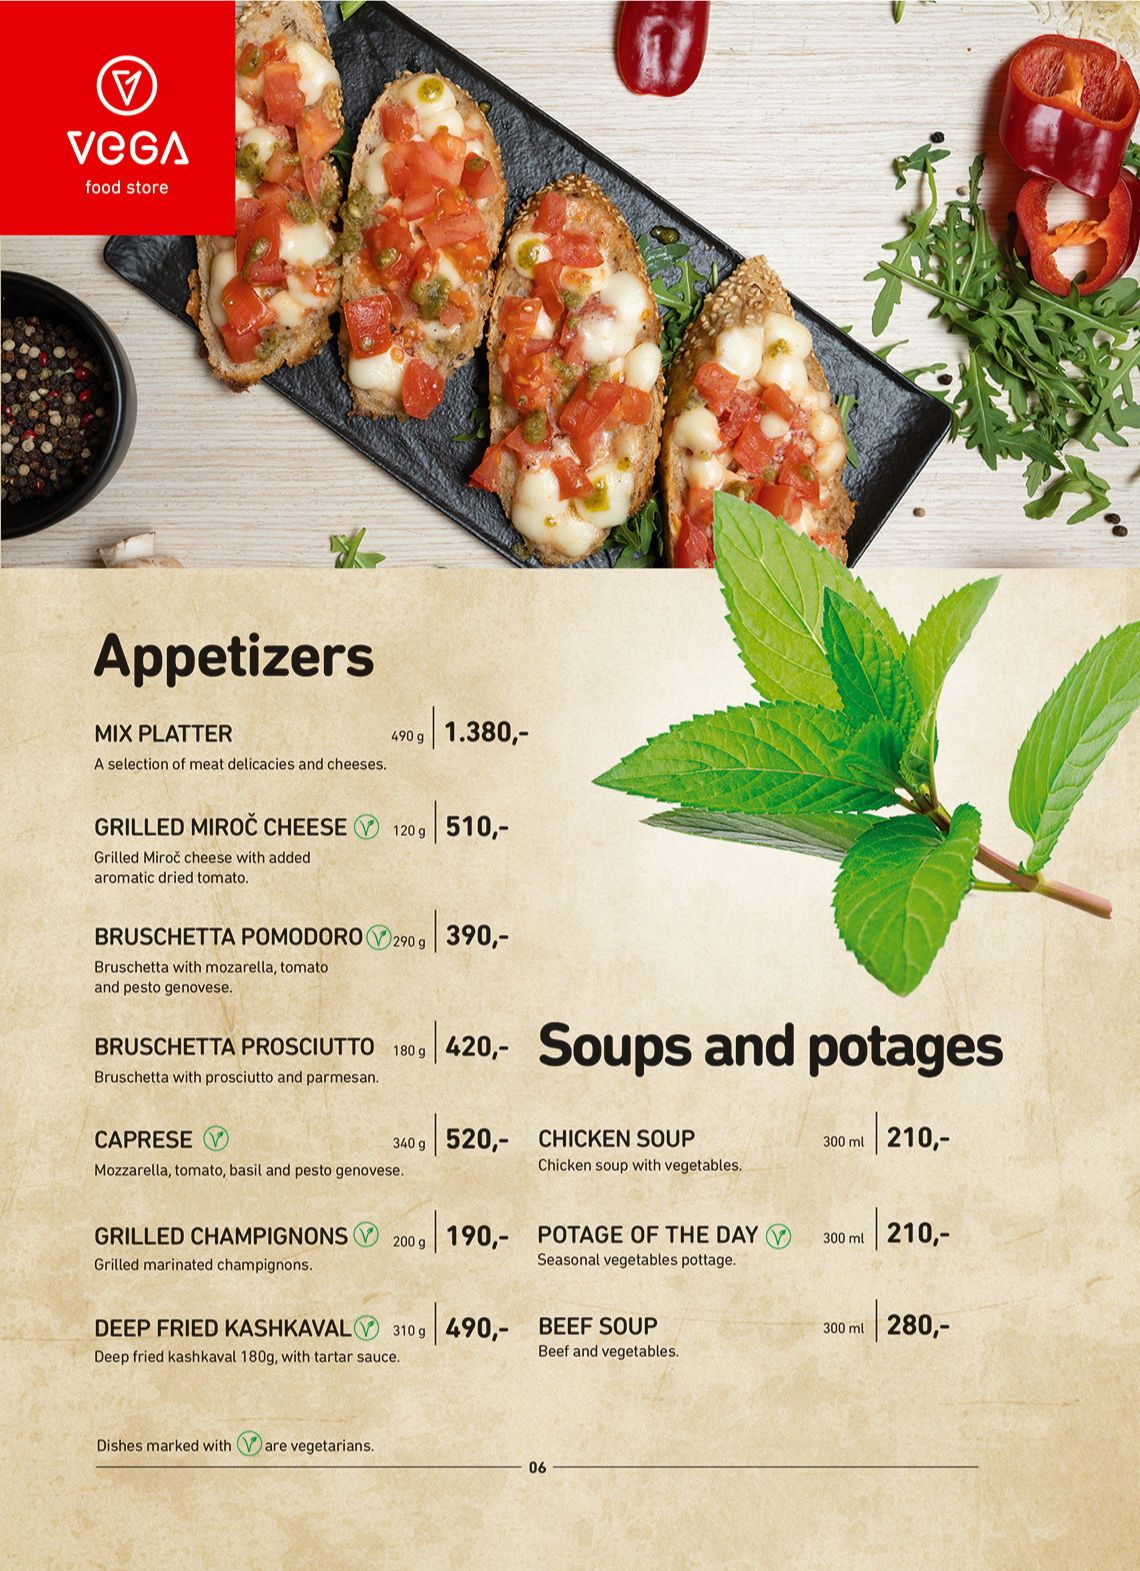 VEGA
food store
Appetizers
MIX PLATTER 490 g 1.380,-
A selection of meat delicacies and cheeses.
GRILLED MIROČ CHEESE 120 g 510,-
Grilled Miroč cheese with added
aromatic dried tomato.
BRUSCHETTA POMODORO 290 g 390,-
Bruschetta with mozarella, tomato
and pesto genovese.
BRUSCHETTA PROSCIUTTO 180 g 420,-
Bruschetta with prosciutto and parmesan.
CAPRESE 340 g 520,-
Mozzarella, tomato, basil and pesto genovese.
GRILLED CHAMPIGNONS 200 g 190,-
Grilled marinated champignons.
DEEP FRIED KASHKAVAL 310 g 490,-
Deep fried kashkaval 180g, with tartar sauce.
Soups and potages
CHICKEN SOUP 300 ml 210,-
Chicken soup with vegetables.
POTAGE OF THE DAY 300 ml 210,-
Seasonal vegetables pottage.
BEEF SOUP 300 ml 280,-
Beef and vegetables.
Dishes marked with V are vegetarians.
06